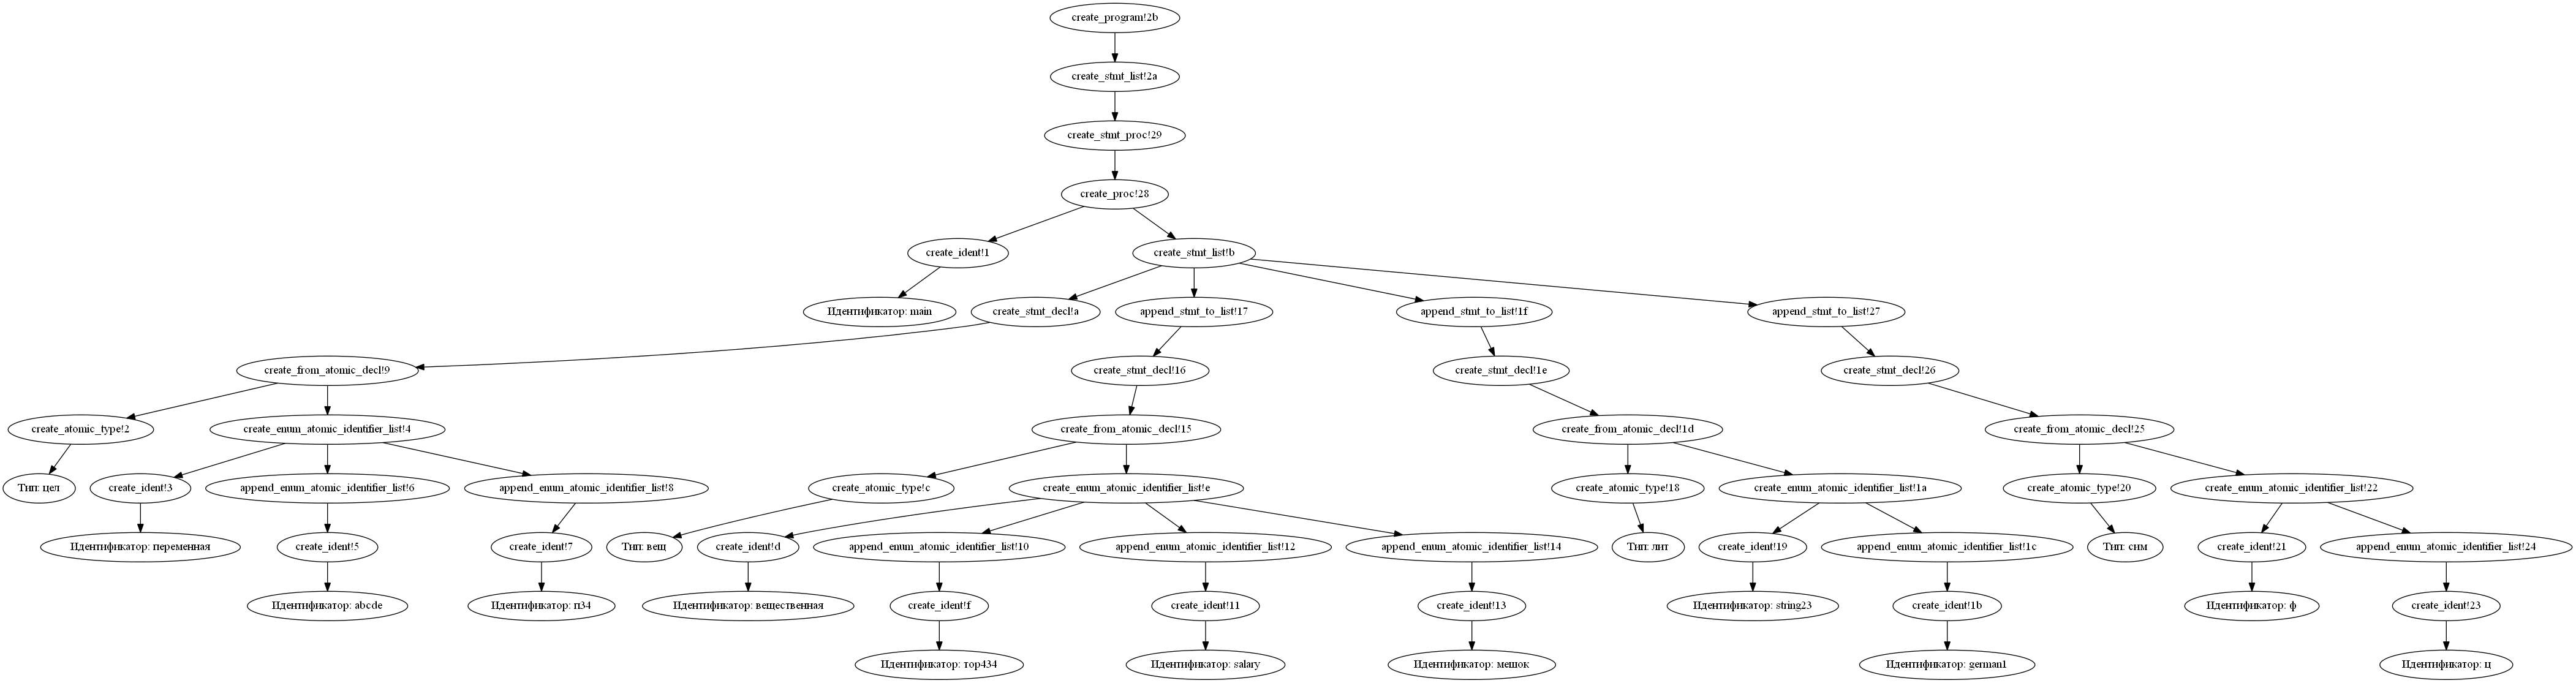 create_program!2b
create_stmt_list!2a
create_stmt_proc!29
create_proc!28
create_ident!1
create_stmt_list!b
Идентификатор: main
create_stmt_decl!a
append_stmt_to_list!17
append_stmt_to_list!1f
append_stmt_to_list!27
create_from_atomic_decl!9
create_stmt_decl!16
create_stmt_decl!1e
create_stmt_decl!26
create_atomic_type!2
create_enum_atomic_identifier_list!4
create_from_atomic_decl!15
create_from_atomic_decl!1d
create_from_atomic_decl!25
Тип: цел
create_ident!3
append_enum_atomic_identifier_list!6
append_enum_atomic_identifier_list!8
create_atomic_type!c
create_enum_atomic_identifier_list!e
create_atomic_type!18
create_enum_atomic_identifier_list!1a
create_atomic_type!20
create_enum_atomic_identifier_list!22
Идентификатор: переменная
create_ident!5
create_ident!7
Тип: вещ
create_ident!d
append_enum_atomic_identifier_list!10
append_enum_atomic_identifier_list!12
append_enum_atomic_identifier_list!14
Тип: лит
create_ident!19
append_enum_atomic_identifier_list!1c
Тип: сим
create_ident!21
append_enum_atomic_identifier_list!24
Идентификатор: abcde
Идентификатор: п34
Идентификатор: вещественная
create_ident!f
create_ident!11
create_ident!13
Идентификатор: string23
create_ident!1b
Идентификатор: ф
create_ident!23
Идентификатор: тор434
Идентификатор: salary
Идентификатор: мешок
Идентификатор: german1
Идентификатор: ц